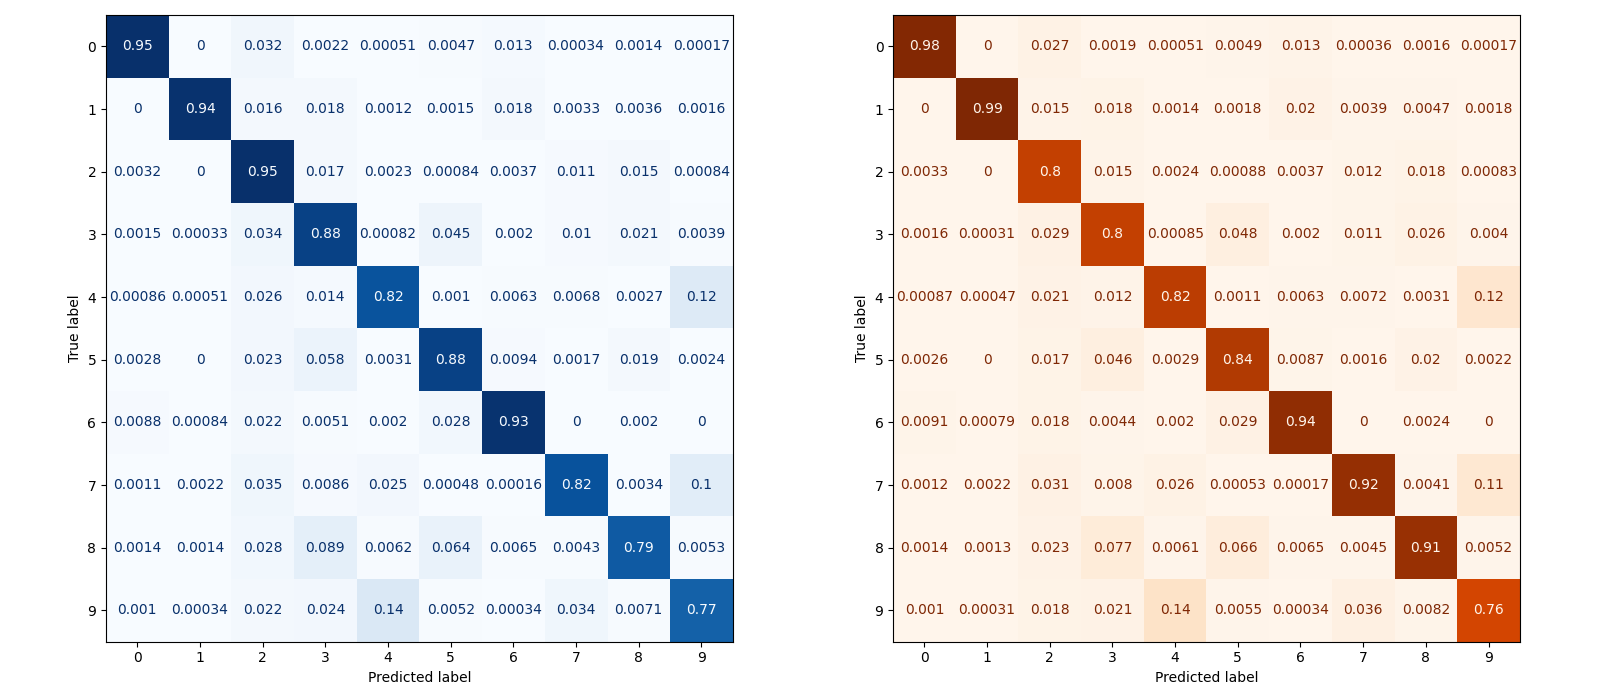 0 0.95 0 0.032 0.0022 0.00051 0.0047 0.013 0.00034 0.0014 0.00017
1 0 0.94 0.016 0.018 0.0012 0.0015 0.018 0.0033 0.0036 0.0016
2 0.0032 0 0.95 0.017 0.0023 0.00084 0.0037 0.011 0.015 0.00084
3 0.0015 0.00033 0.034 0.88 0.00082 0.045 0.002 0.01 0.021 0.0039
4 0.00086 0.00051 0.026 0.014 0.82 0.001 0.0063 0.0068 0.0027 0.12
5 0.0028 0 0.023 0.058 0.0031 0.88 0.0094 0.0017 0.019 0.0024
6 0.0088 0.00084 0.022 0.0051 0.002 0.028 0.93 0 0.002 0
7 0.0011 0.0022 0.035 0.0086 0.025 0.00048 0.00016 0.82 0.0034 0.1
8 0.0014 0.0014 0.028 0.089 0.0062 0.064 0.0065 0.0043 0.79 0.0053
9 0.001 0.00034 0.022 0.024 0.14 0.0052 0.00034 0.034 0.0071 0.77
0 1 2 3 4 5 6 7 8 9
Predicted label
True label
0 0.98 0 0.027 0.0019 0.00051 0.0049 0.013 0.00036 0.0016 0.00017
1 0 0.99 0.015 0.018 0.0014 0.0018 0.02 0.0039 0.0047 0.0018
2 0.0033 0 0.8 0.015 0.0024 0.00088 0.0037 0.012 0.018 0.00083
3 0.0016 0.00031 0.029 0.8 0.00085 0.048 0.002 0.011 0.026 0.004
4 0.00087 0.00047 0.021 0.012 0.82 0.0011 0.0063 0.0072 0.0031 0.12
5 0.0026 0 0.017 0.046 0.0029 0.84 0.0087 0.0016 0.02 0.0022
6 0.0091 0.00079 0.018 0.0044 0.002 0.029 0.94 0 0.0024 0
7 0.0012 0.0022 0.031 0.008 0.026 0.00053 0.00017 0.92 0.0041 0.11
8 0.0014 0.0013 0.023 0.077 0.0061 0.066 0.0065 0.0045 0.91 0.0052
9 0.001 0.00031 0.018 0.021 0.14 0.0055 0.00034 0.036 0.0082 0.76
0 1 2 3 4 5 6 7 8 9
Predicted label
True label